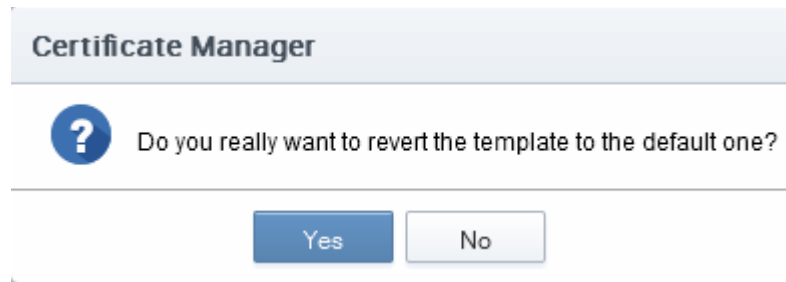 Certificate Manager
?
Do you really want to revert the template to the default one?
Yes
No